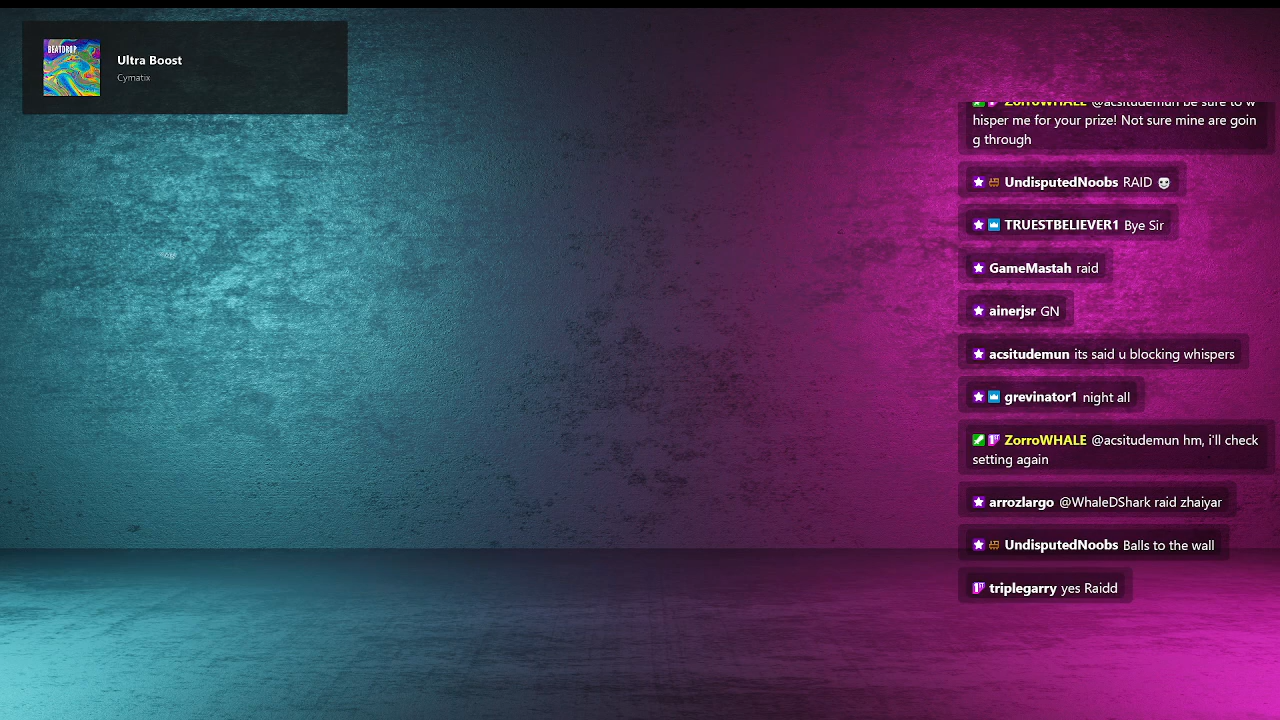 BEATDROP
Ultra Boost
Cymatix
ZorroWHALE @acsitudemun be sure to w
hisper me for your prize! Not sure mine are goin
g through
UndisputedNoobs RAID
TRUESTBELIEVER1 Bye Sir
GameMastah raid
ainerjsr GN
acsitudemun its said u blocking whispers
grevinator1 night all
ZorroWHALE @acsitudemun hm, i'll check
setting again
arrozlargo @WhaleDShark raid zhaiyar
UndisputedNoobs Balls to the wall
triplegarry yes Raidd